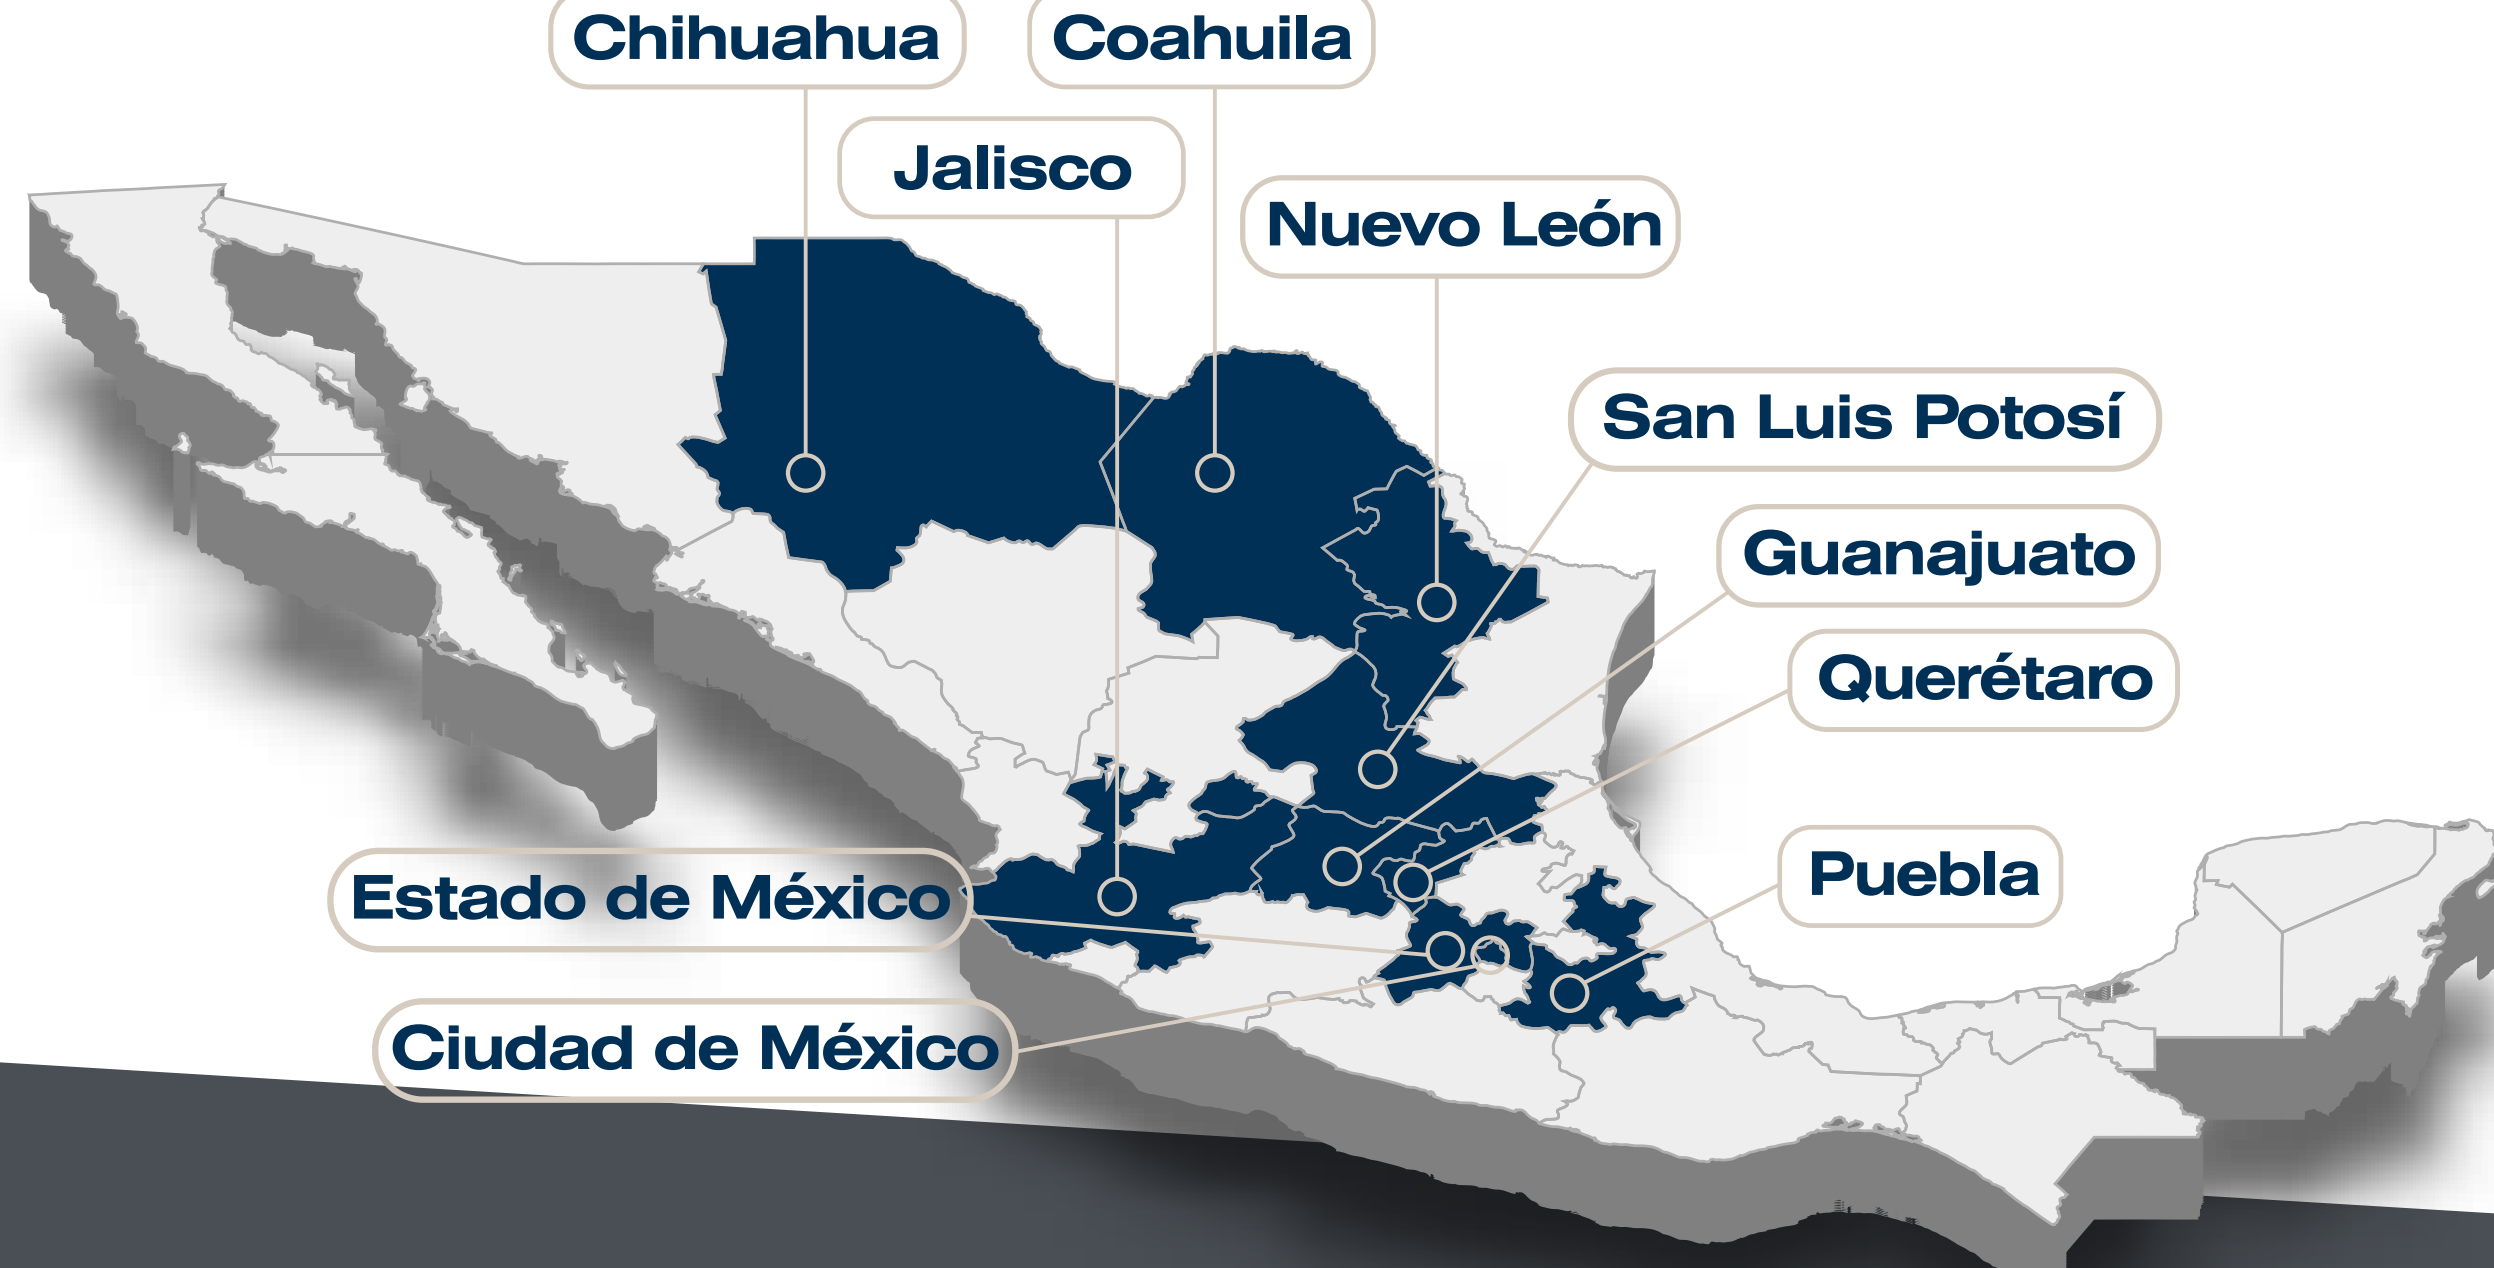 Chihuahua
Coahuila
Jalisco
Nuevo León
San Luis Potosí
Guanajuato
Querétaro
Puebla
Estado de México
Ciudad de México